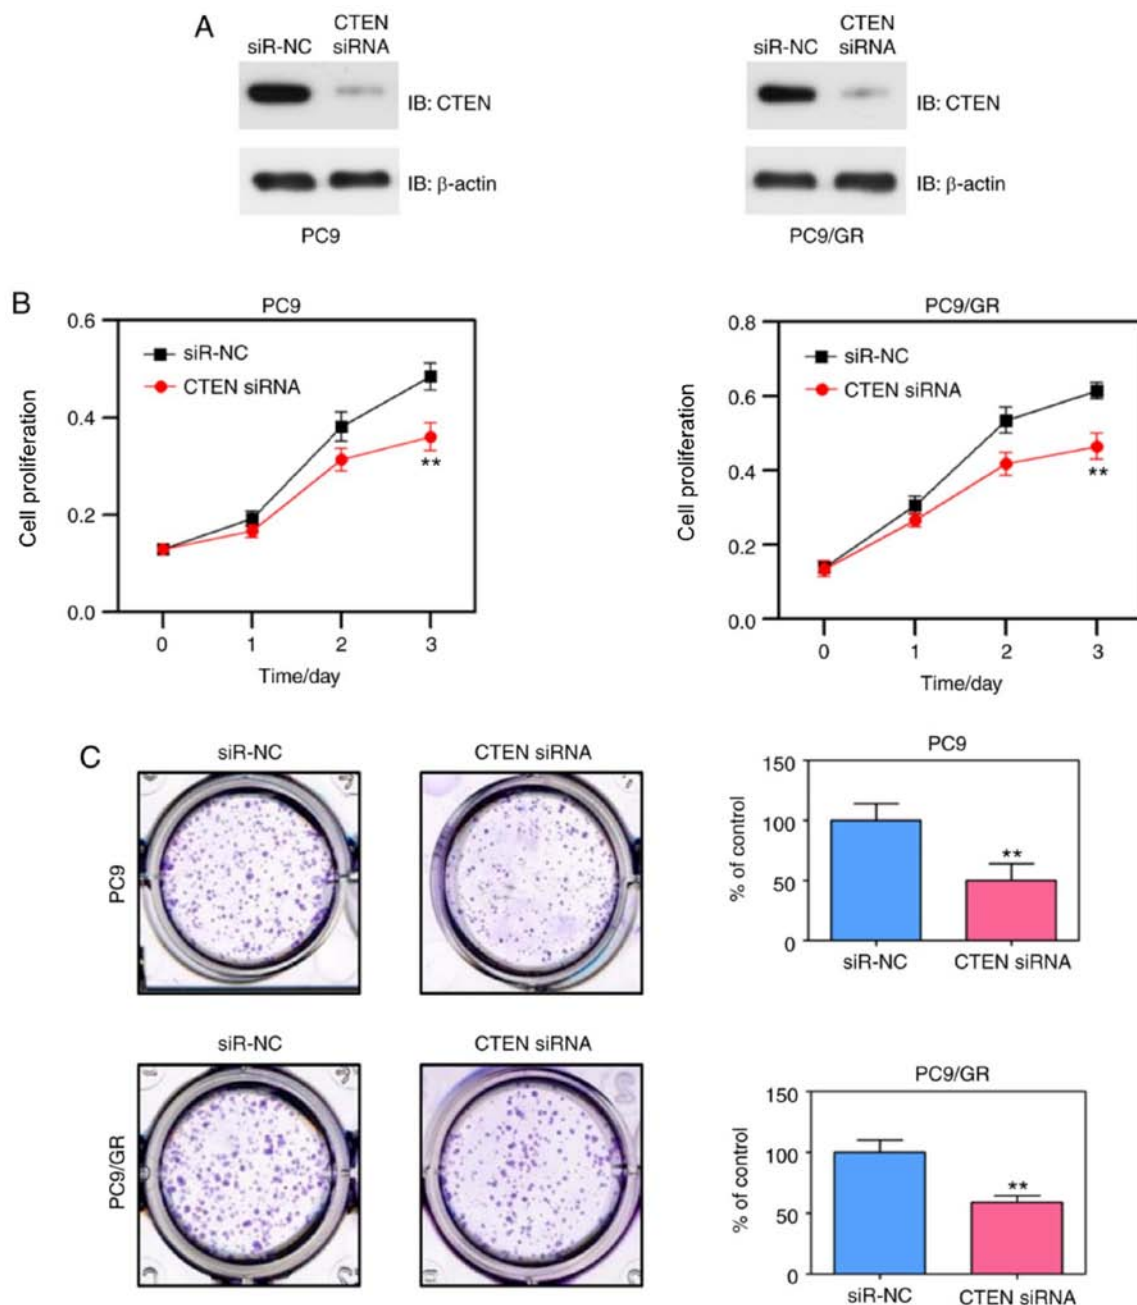 A
siR-NC
CTEN
siRNA
IB: CTEN
IB: β-actin
PC9
siR-NC
CTEN
siRNA
IB: CTEN
IB: β-actin
PC9/GR
B
PC9
Cell proliferation
0.6
0.4
0.2
0.0
siR-NC
CTEN siRNA
**
0 1 2 3
Time/day
PC9/GR
Cell proliferation
0.8
0.6
0.4
0.2
0.0
siR-NC
CTEN siRNA
**
0 1 2 3
Time/day
C
siR-NC
CTEN siRNA
PC9
PC9
% of control
150
100
50
0
**
siR-NC
CTEN siRNA
siR-NC
CTEN siRNA
PC9/GR
PC9/GR
% of control
150
100
50
0
**
siR-NC
CTEN siRNA